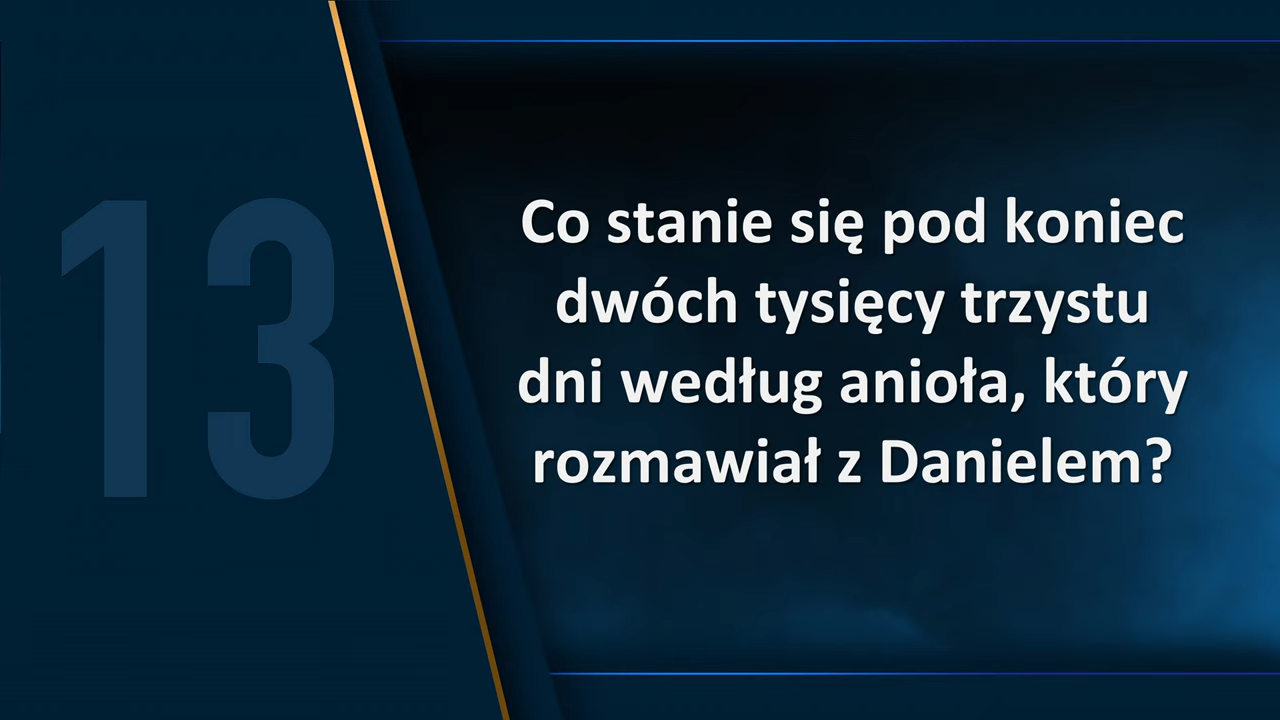 13
Co stanie się pod koniec
dwóch tysięcy trzystu
dni według anioła, który
rozmawiał z Danielem?